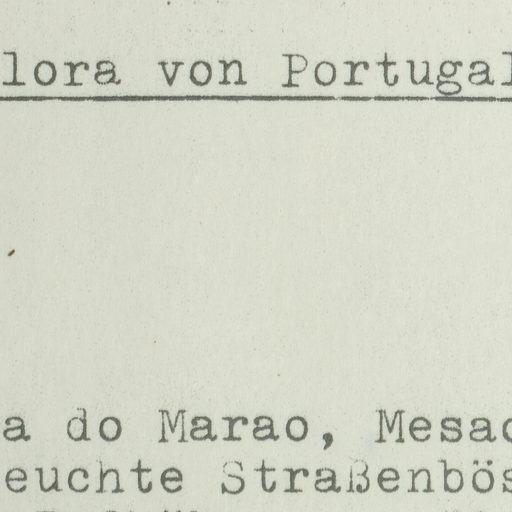 lora von Portugal
a do Marao, Mesac
euchte Straßenbös